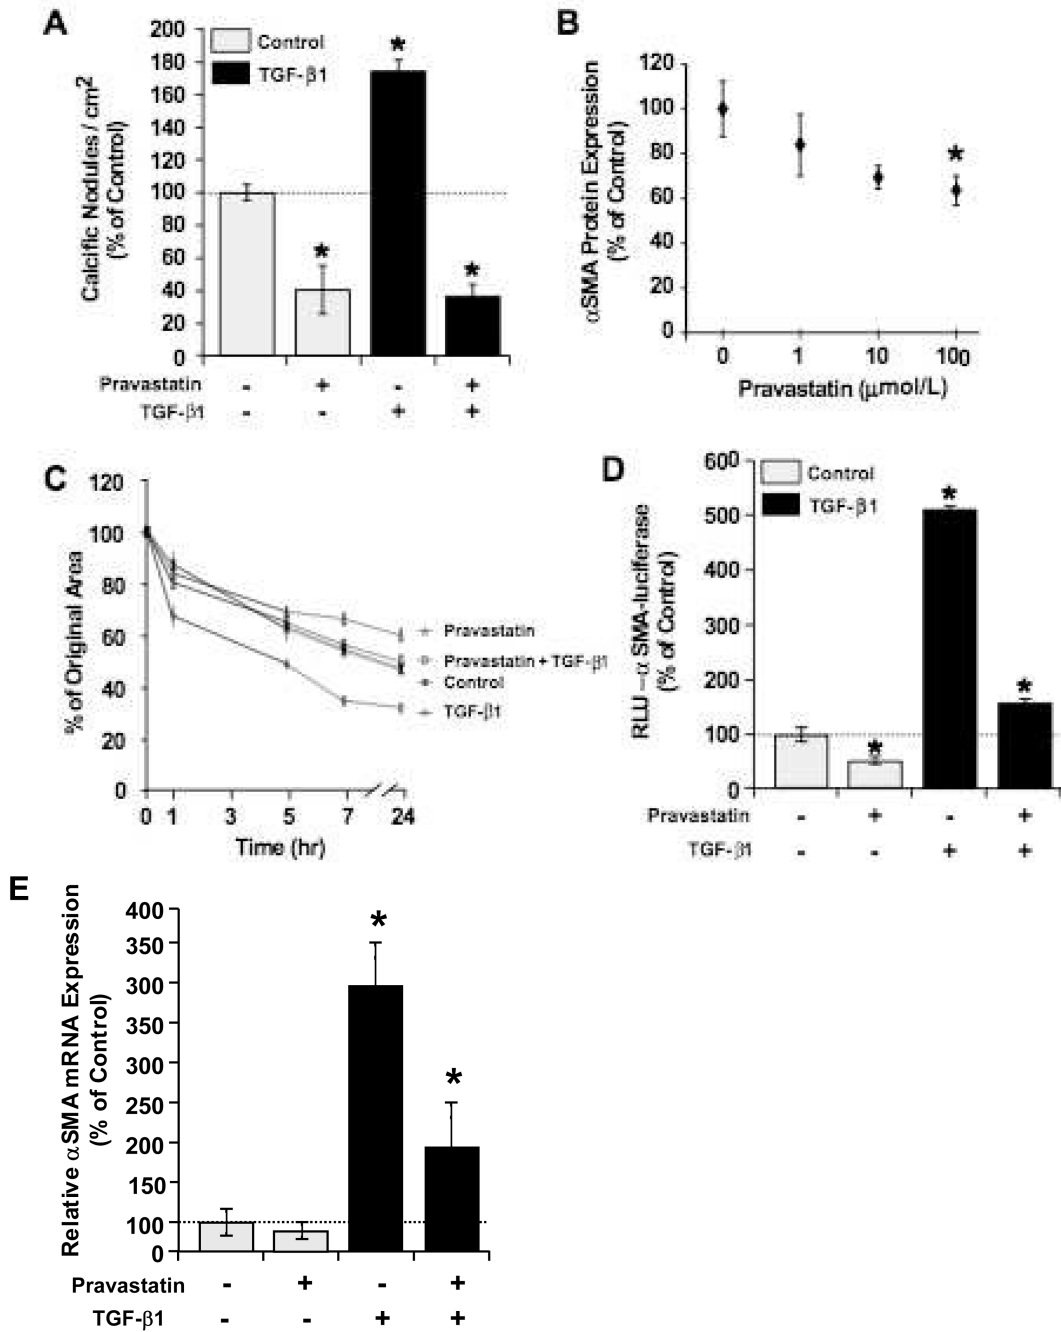 A
Calcific Nodules / cm2
(% of Control)
200
180
160
140
120
100
80
60
40
20
0
Control
TGF-β1
*
*
*
Pravastatin - + - +
TGF-β1 - - + +
B
αSMA Protein Expression
(% of Control)
120
100
80
60
40
20
0
*
0 1 10 100
Pravastatin (μmol/L)
C
% of Original Area
120
100
80
60
40
20
0
Pravastatin
Pravastatin + TGF-β1
Control
TGF-β1
0 1 3 5 7 24
Time (hr)
D
RLU – α SMA-luciferase
(% of Control)
600
500
400
300
200
100
0
Control
TGF-β1
*
*
*
Pravastatin - + - +
TGF-β1 - - + +
E
Relative αSMA mRNA Expression
(% of Control)
400
350
300
350
300
250
200
150
100
0
*
*
Pravastatin - + - +
TGF-β1 - - + +